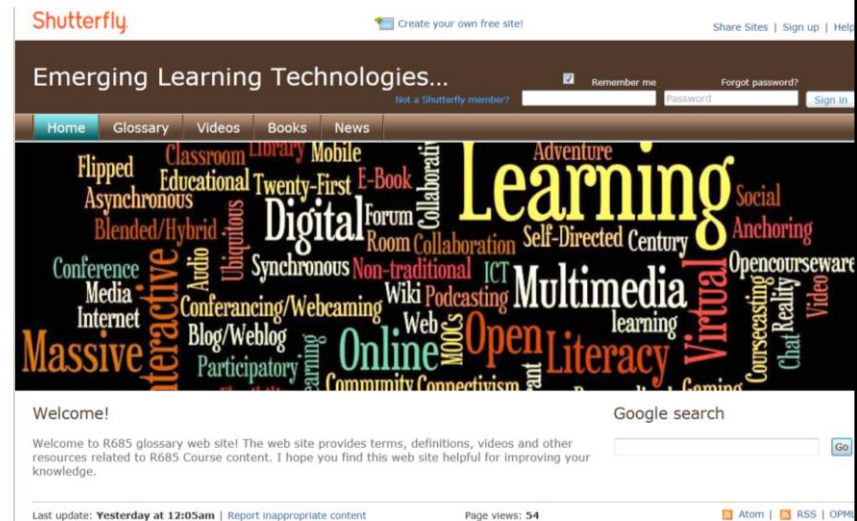 Shutterfly
Create your own free site!
Share Sites | Sign up | Help
Emerging Learning Technologies...
Remember me
Forgot password?
Not a Shutterfly member?
Password
Sign in
Home Glossary Videos Books News
Flipped
Classroom
Library
Mobile
Collaborativ
Learning
Adventure
Educational
Twenty-First
E-Book
Asynchronous
Social
Blended/Hybrid
Ubiquitous
Digital
Forum
Room
Collaboration
Self-Directed
Century
Anchoring
Conference
Interactive
Audio
Synchronous
Non-traditional
ICT
Multimedia
Virtual
Opencourseware
Media
Internet
Conferancing/Webcaming
Wiki
Podcasting
Coursecasting
Chat
Reality
Video
Massive
Blog/Weblog
Participatory
Online
Web
MOOCs
Open
learning
Literacy
Community
Connectivism
Gaming
Welcome!
Google search
Welcome to R685 glossary web site! The web site provides terms, definitions, videos and other
resources related to R685 Course content. I hope you find this web site helpful for improving your
knowledge.
Go
Last update: Yesterday at 12:05am | Report inappropriate content
Page views: 54
Atom | RSS | OPML